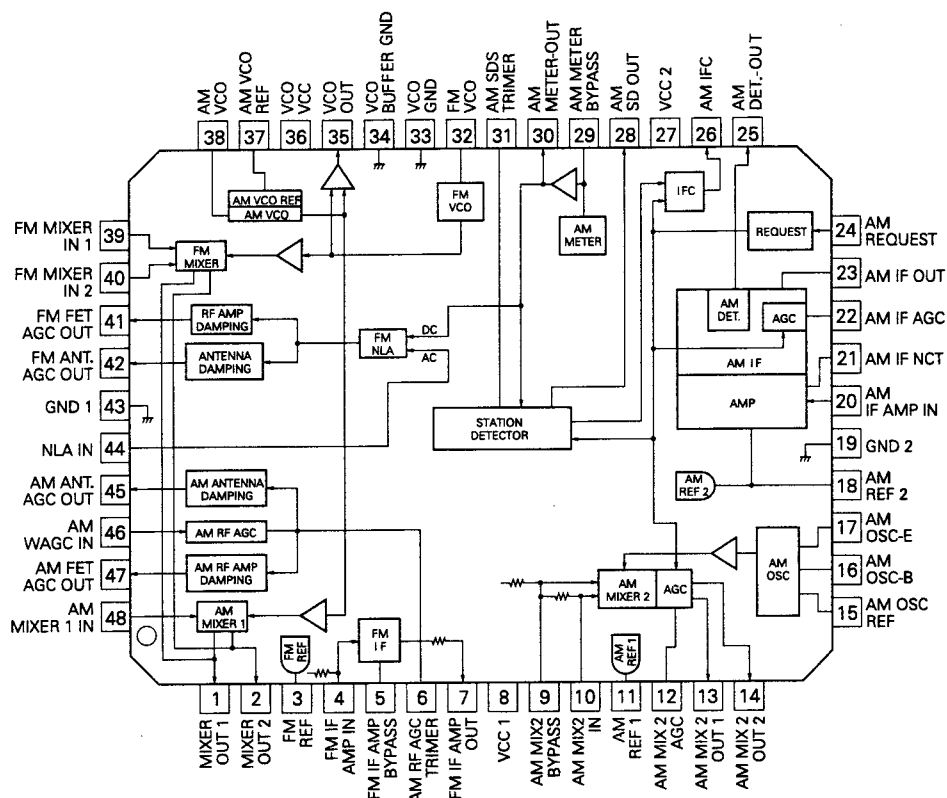 AM VCO
AM VCO REF
VCO VCC
VCO OUT
VCO BUFFER GND
VCO GND
FM VCO
AM SDS TRIMER
AM METER-OUT
AM METER BYPASS
AM SD OUT
VCC 2
AM IFC
AM DET.-OUT
38
37
36
35
34
33
32
31
30
29
28
27
26
25
AM VCO REF
AM VCO
FM VCO
AM METER
IFC
REQUEST
FM MIXER IN 1
39
FM MIXER IN 2
40
FM FET AGC OUT
41
FM ANT. AGC OUT
42
GND 1
43
NLA IN
44
AM ANT. AGC OUT
45
AM WAGC IN
46
AM FET AGC OUT
47
AM MIXER 1 IN
48
FM MIXER
RF AMP DAMPING
ANTENNA DAMPING
FM NLA
DC
AC
STATION DETECTOR
AM DET.
AGC
AM IF
AMP
AM REF 2
AM ANTENNA DAMPING
AM RF AGC
AM RF AMP DAMPING
AM MIXER 1
FM REF
FM IF
AM MIXER 2
AGC
AM REF 1
AM OSC
24
AM REQUEST
23
AM IF OUT
22
AM IF AGC
21
AM IF NCT
20
AM IF AMP IN
19
GND 2
18
AM REF 2
17
AM OSC-E
16
AM OSC-B
15
AM OSC REF
1
2
3
4
5
6
7
8
9
10
11
12
13
14
MIXER OUT 1
MIXER OUT 2
FM REF
FM IF AMP IN
FM IF AMP BYPASS
AM RF AGC TRIMER
FM IF AMP OUT
VCC 1
AM MIX2 BYPASS
AM MIX2 IN
AM REF 1
AM MIX 2 AGC
AM MIX 2 OUT 1
AM MIX 2 OUT 2